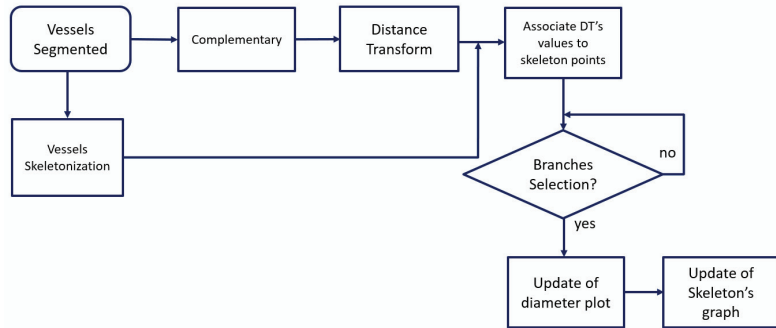 Vessels
Segmented
Complementary
Distance
Transform
Associate DT's
values to
skeleton points
Vessels
Skeletonization
Branches
Selection?
no
yes
Update of
diameter plot
Update of
Skeleton's
graph